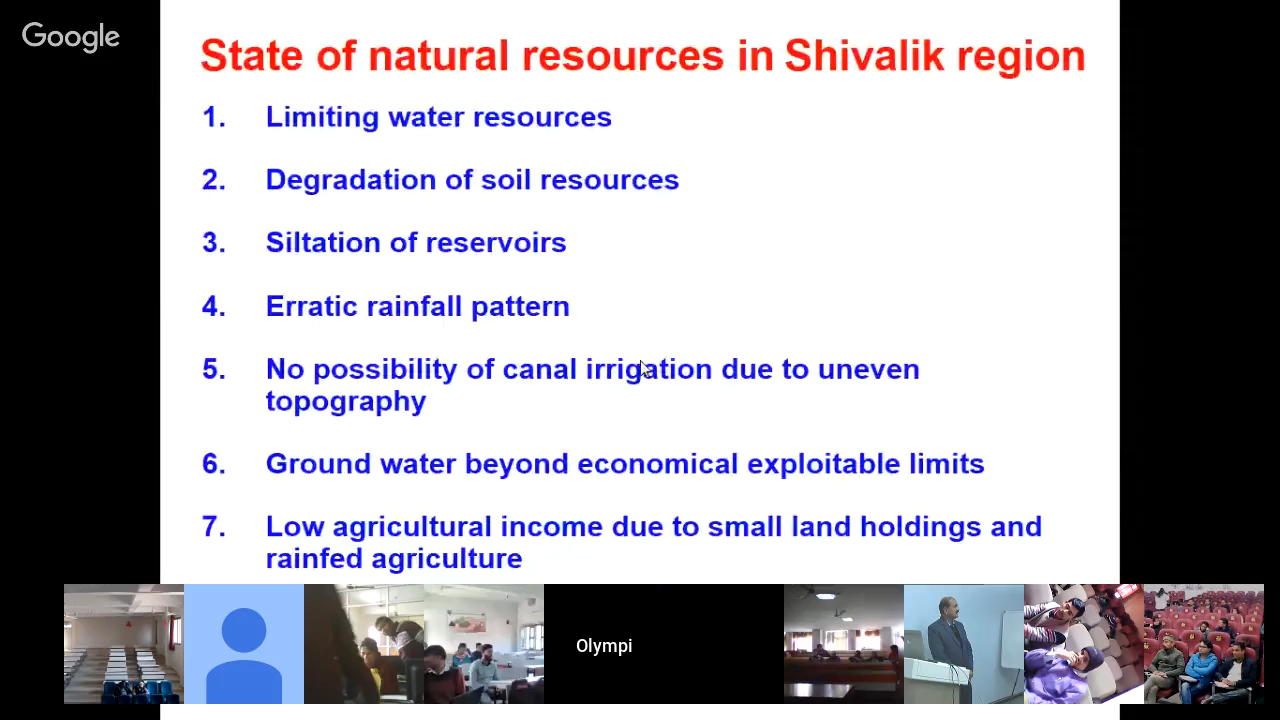 Google
State of natural resources in Shivalik region
1. Limiting water resources
2. Degradation of soil resources
3. Siltation of reservoirs
4. Erratic rainfall pattern
5. No possibility of canal irrigation due to uneven
topography
6. Ground water beyond economical exploitable limits
7. Low agricultural income due to small land holdings and
rainfed agriculture
Olympi